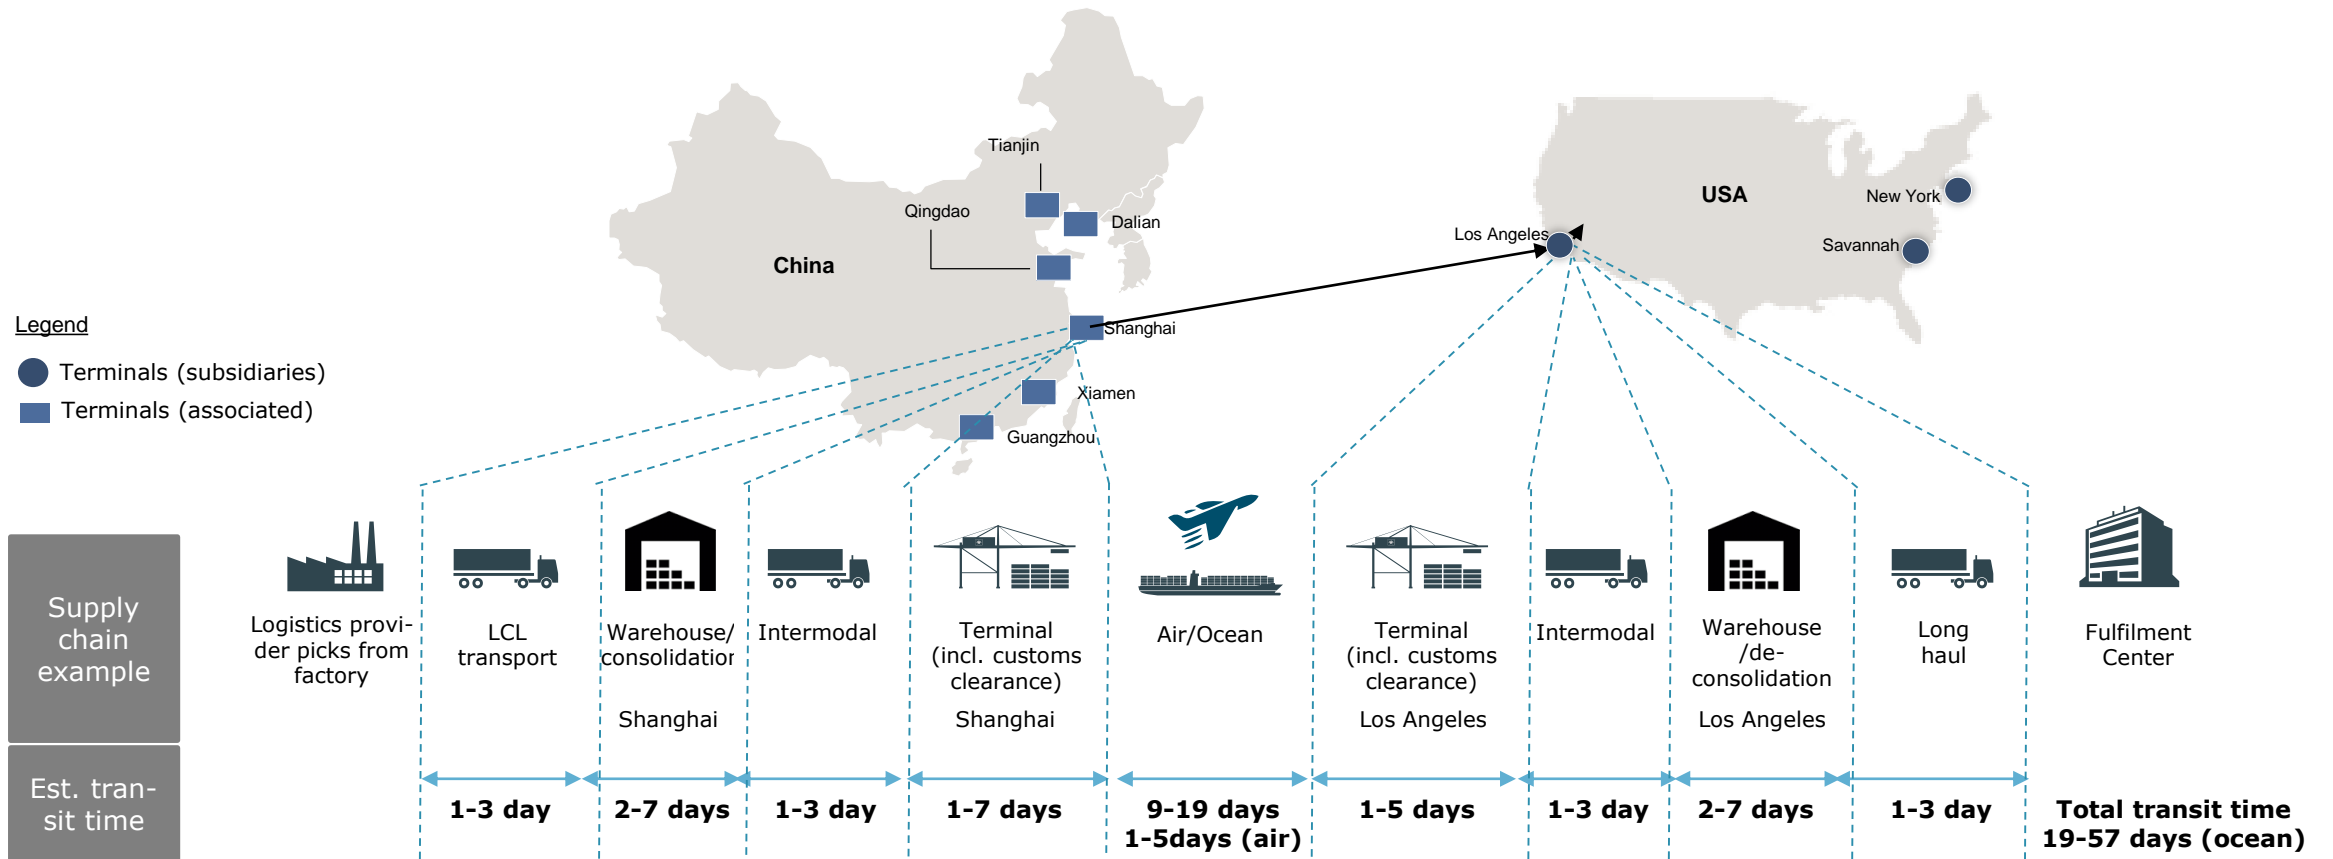 Tianjin
Qingdao
Dalian
China
Shanghai
Xiamen
Guangzhou
USA
New York
Los Angeles
Savannah
Legend
Terminals (subsidiaries)
Terminals (associated)
Supply
chain
example
Logistics provi-
der picks from
factory
LCL
transport
Warehouse/
consolidation
Shanghai
Intermodal
Terminal
(incl. customs
clearance)
Shanghai
Air/Ocean
Terminal
(incl. customs
clearance)
Los Angeles
Intermodal
Warehouse
/de-
consolidation
Los Angeles
Long
haul
Fulfilment
Center
Est. tran-
sit time
1-3 day
2-7 days
1-3 day
1-7 days
9-19 days
1-5days (air)
1-5 days
1-3 day
2-7 days
1-3 day
Total transit time
19-57 days (ocean)